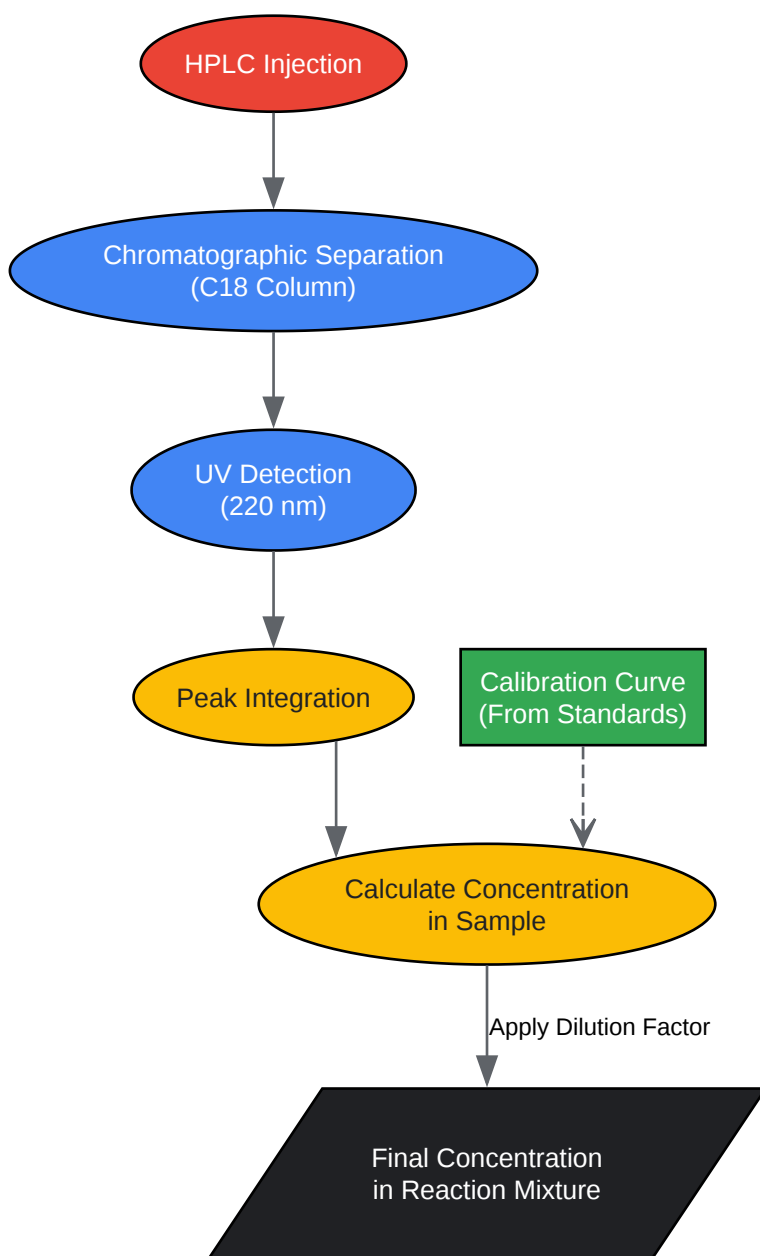 HPLC Injection
Chromatographic Separation
(C18 Column)
UV Detection
(220 nm)
Peak Integration
Calibration Curve
(From Standards)
Calculate Concentration
in Sample
Apply Dilution Factor
Final Concentration
in Reaction Mixture